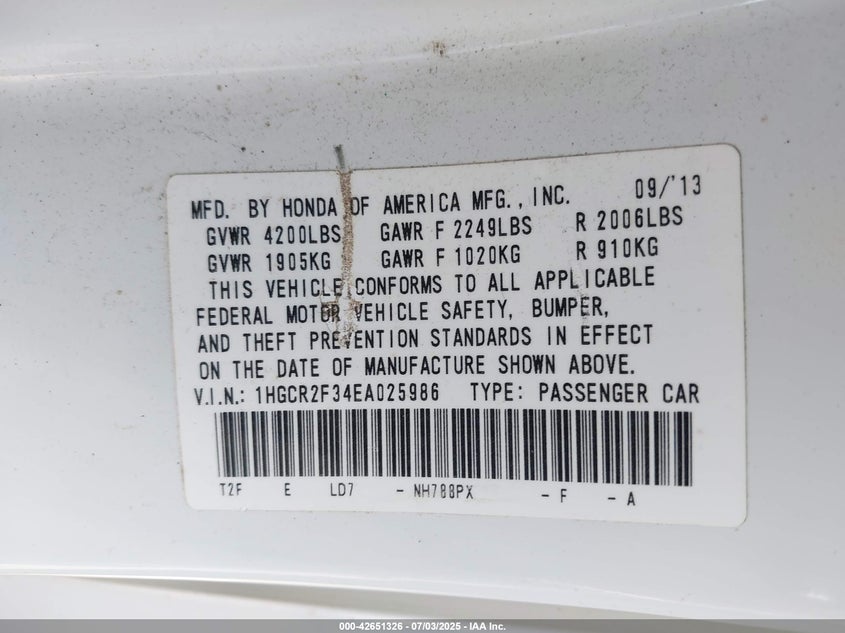 MFD. BY HONDA OF AMERICA MFG., INC. 09/'13
GVWR 4200LBS GAWR F 2249LBS R 2006LBS
GVWR 1905KG GAWR F 1020KG R 910KG
THIS VEHICLE CONFORMS TO ALL APPLICABLE
FEDERAL MOTOR VEHICLE SAFETY, BUMPER,
AND THEFT PREVENTION STANDARDS IN EFFECT
ON THE DATE OF MANUFACTURE SHOWN ABOVE.
V.I.N.: 1HGCR2F34EA025986 TYPE: PASSENGER CAR
T2F E LD7 - NH788PX - F - A
000-42651326 - 07/03/2025 - IAA Inc.